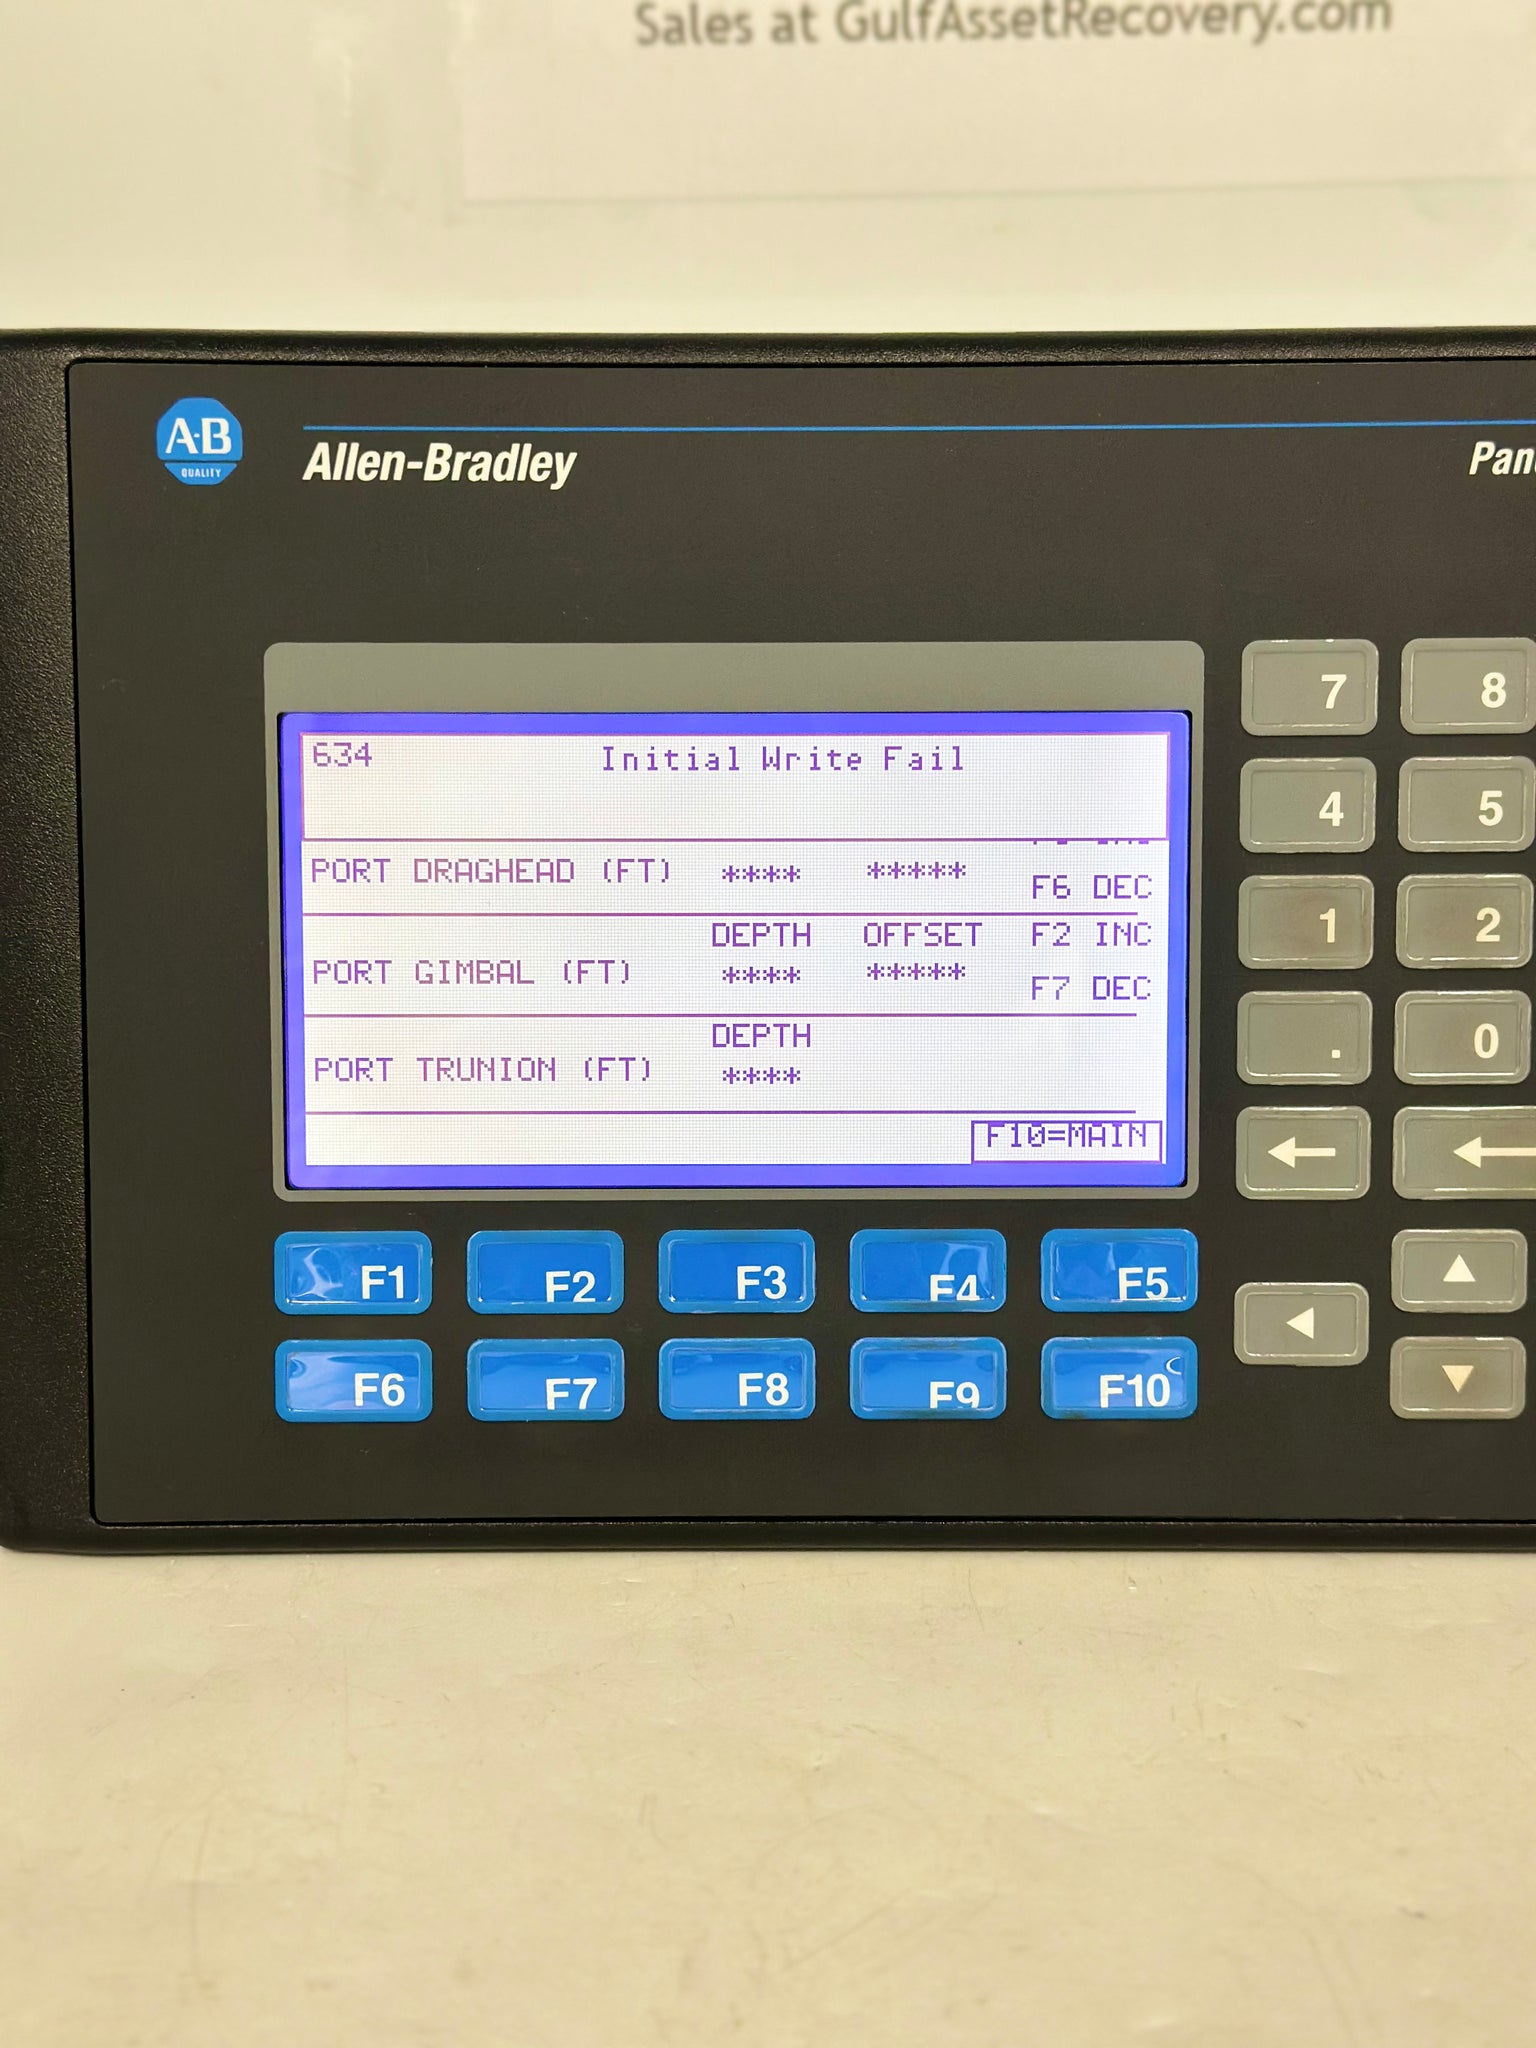 Sales at GulfAssetRecovery.com
A·B
QUALITY
Allen-Bradley
634 Initial Write Fail
PORT DRAGHEAD (FT) **** *****
F6 DEC
DEPTH OFFSET F2 INC
PORT GIMBAL (FT) **** *****
F7 DEC
DEPTH
PORT TRUNION (FT) ****
F10=MAIN
7 8
4 5
1 2
. 0
F1 F2 F3 F4 F5
F6 F7 F8 F9 F10